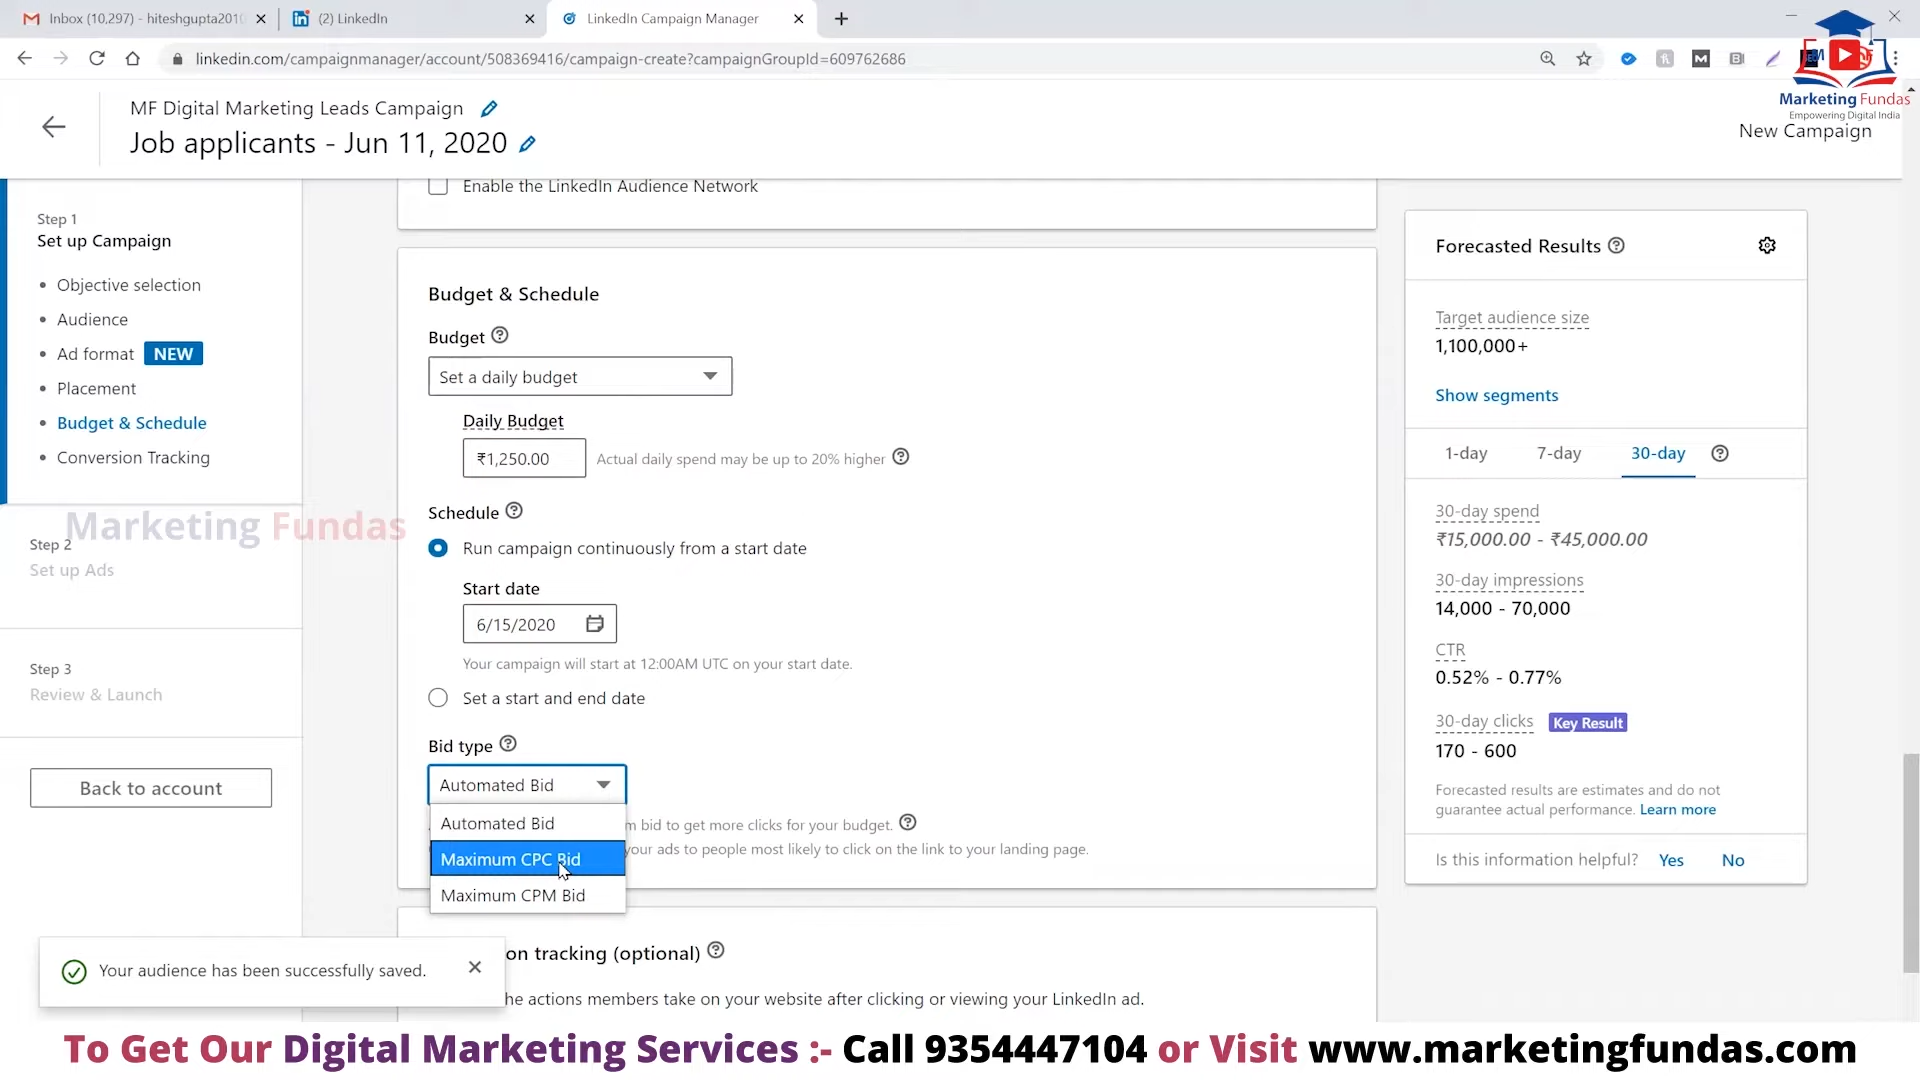 Inbox (10,297) - hiteshgupta201
(2) LinkedIn
LinkedIn Campaign Manager
linkedin.com/campaignmanager/account/508369416/campaign-create?campaignGroupId=609762686
Marketing Fundas
Empowering Digital India
MF Digital Marketing Leads Campaign
Job applicants - Jun 11, 2020
New Campaign
Step 1
Set up Campaign
Objective selection
Audience
Ad format NEW
Placement
Budget & Schedule
Conversion Tracking
Marketing Fundas
Step 2
Set up Ads
Step 3
Review & Launch
Back to account
Enable the LinkedIn Audience Network
Budget & Schedule
Budget
Set a daily budget
Daily Budget
₹1,250.00 Actual daily spend may be up to 20% higher
Schedule
Run campaign continuously from a start date
Start date
6/15/2020
Your campaign will start at 12:00AM UTC on your start date.
Set a start and end date
Bid type
Automated Bid
Automated Bid
Maximum CPC Bid
Maximum CPM Bid
m bid to get more clicks for your budget.
your ads to people most likely to click on the link to your landing page.
on tracking (optional)
he actions members take on your website after clicking or viewing your LinkedIn ad.
Your audience has been successfully saved.
Forecasted Results
Target audience size
1,100,000+
Show segments
1-day 7-day 30-day
30-day spend
₹15,000.00 - ₹45,000.00
30-day impressions
14,000 - 70,000
CTR
0.52% - 0.77%
30-day clicks Key Result
170 - 600
Forecasted results are estimates and do not
guarantee actual performance. Learn more
Is this information helpful? Yes No
To Get Our Digital Marketing Services :- Call 9354447104 or Visit www.marketingfundas.com